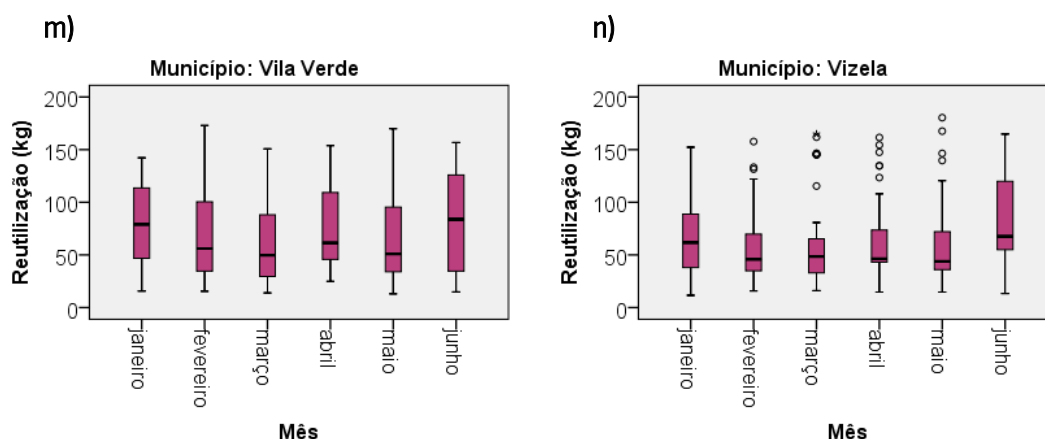 m)
Município: Vila Verde
Reutilização (kg)
200
150
100
50
0
janeiro
fevereiro
março
abril
maio
junho
Mês
n)
Município: Vizela
Reutilização (kg)
200
150
100
50
0
janeiro
fevereiro
março
abril
maio
junho
Mês